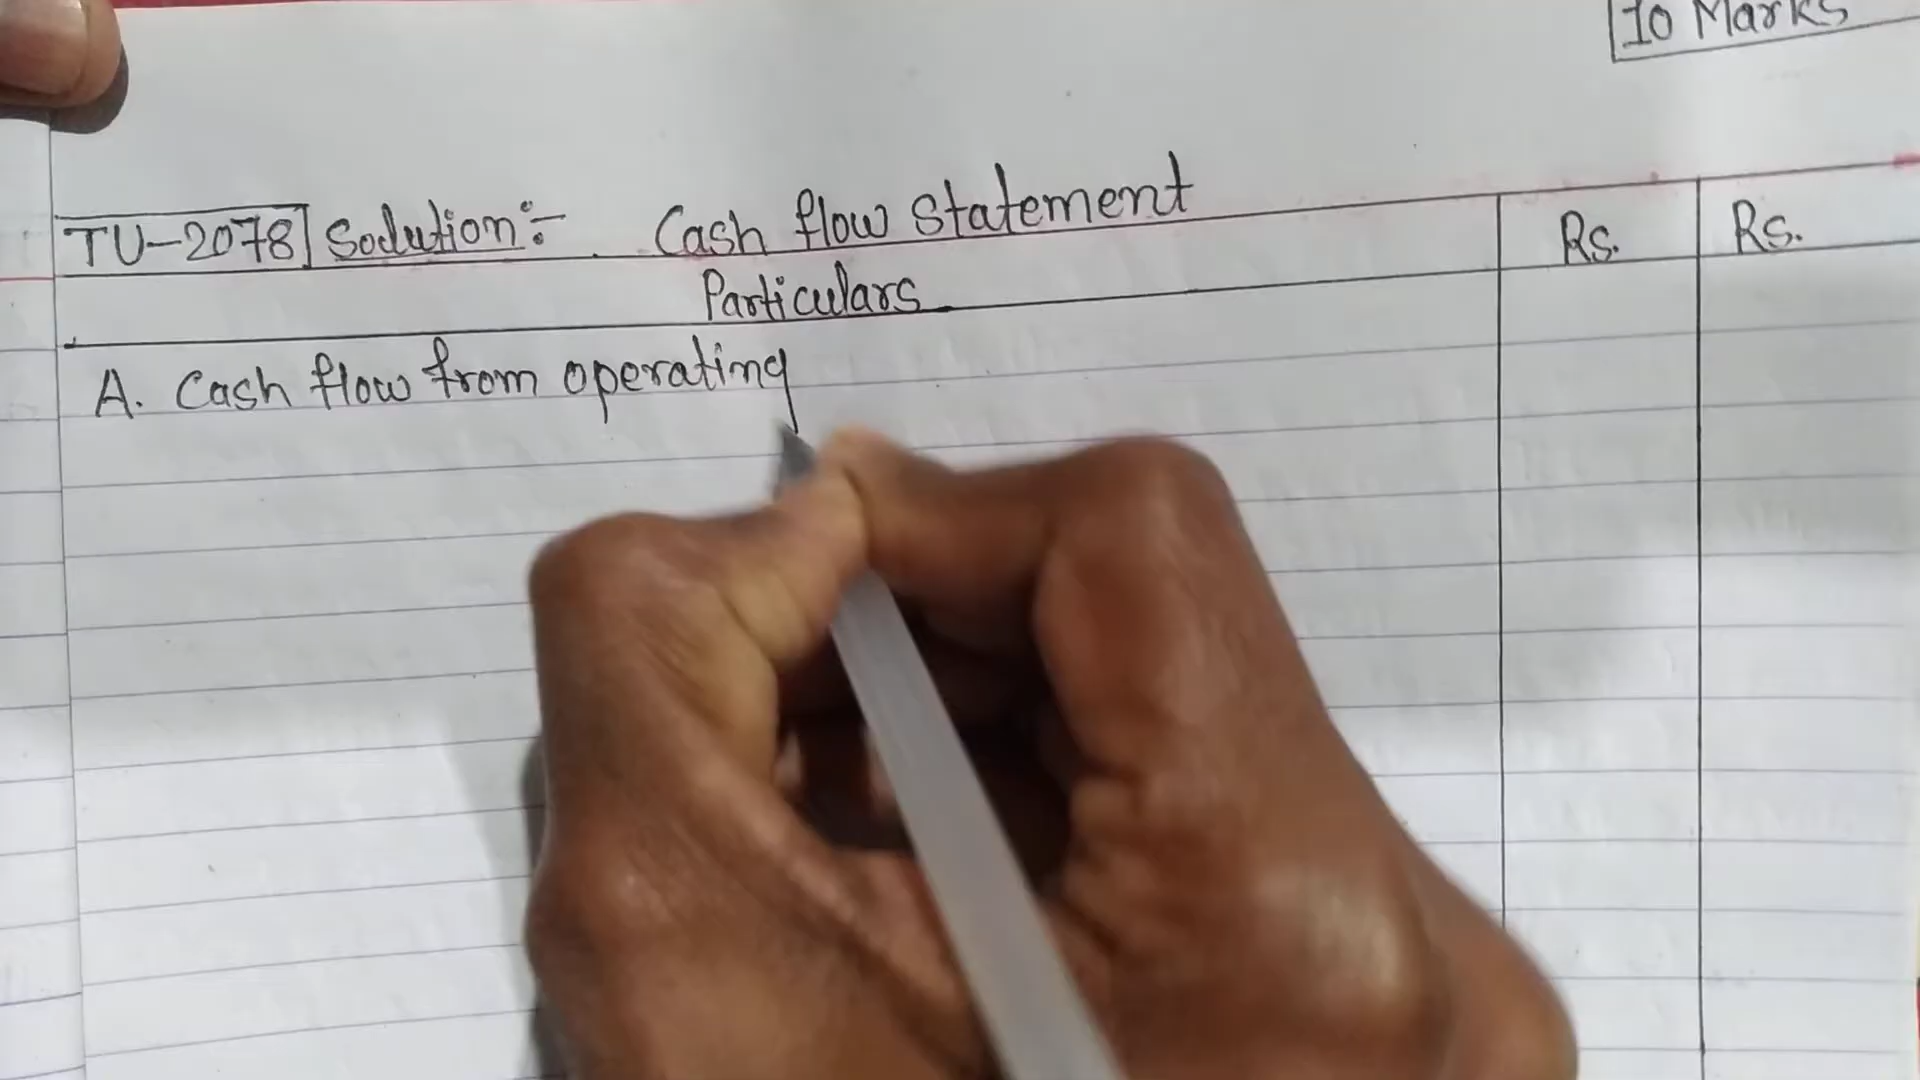 10 Marks
TU-2078 Solution:- Cash flow statement
Rs. Rs.
Particulars
A. Cash flow from operating